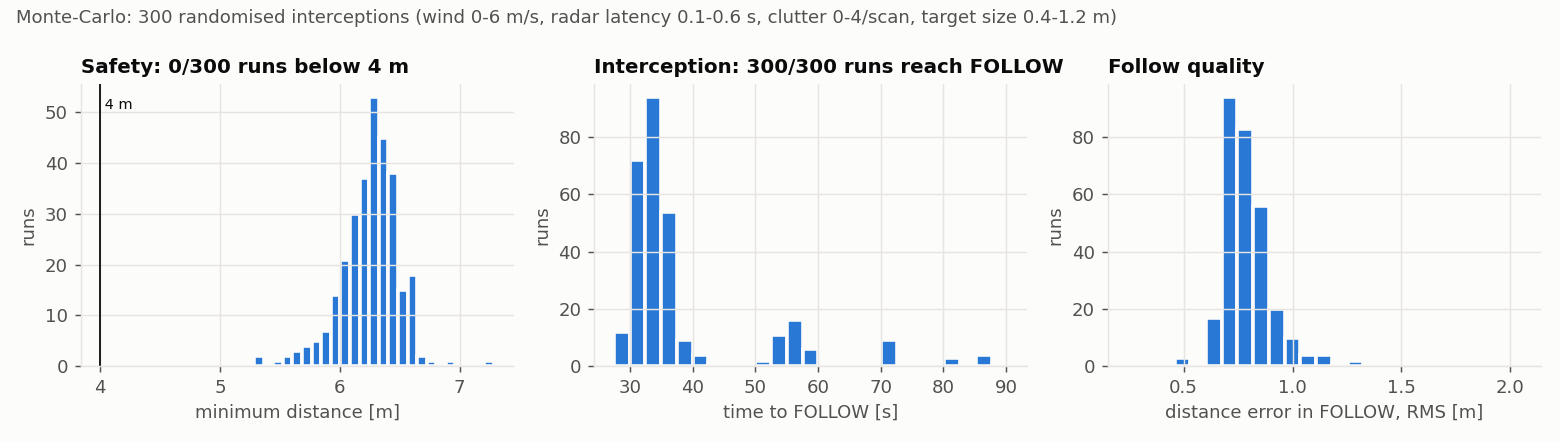 Monte-Carlo: 300 randomised interceptions (wind 0-6 m/s, radar latency 0.1-0.6 s, clutter 0-4/scan, target size 0.4-1.2 m)
Safety: 0/300 runs below 4 m
4 m
50
40
30
20
10
0
runs
4 5 6 7
minimum distance [m]
Interception: 300/300 runs reach FOLLOW
80
60
40
20
0
runs
30 40 50 60 70 80 90
time to FOLLOW [s]
Follow quality
80
60
40
20
0
runs
0.5 1.0 1.5 2.0
distance error in FOLLOW, RMS [m]